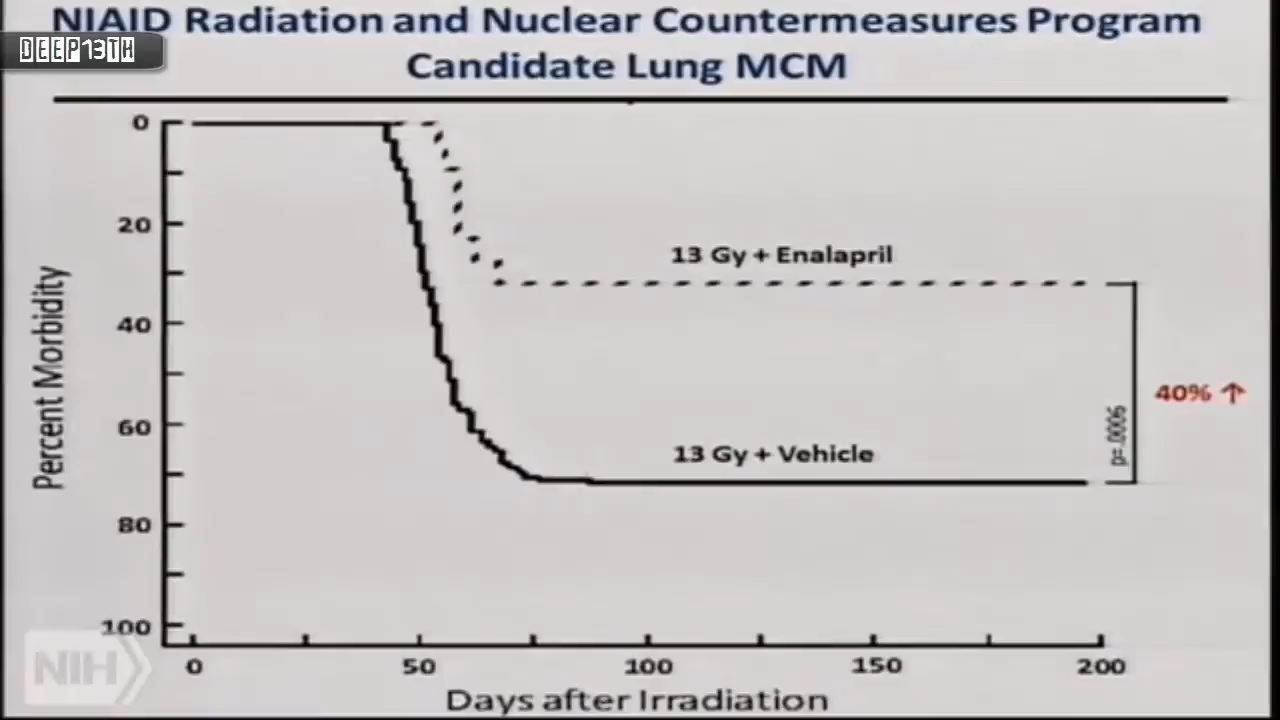 NIAID Radiation and Nuclear Countermeasures Program
DEEP13TH
Candidate Lung MCM
0
20
40
60
80
100
Percent Morbidity
13 Gy + Enalapril
13 Gy + Vehicle
p=.0006
40% ↑
0 50 100 150 200
Days after Irradiation
NIH